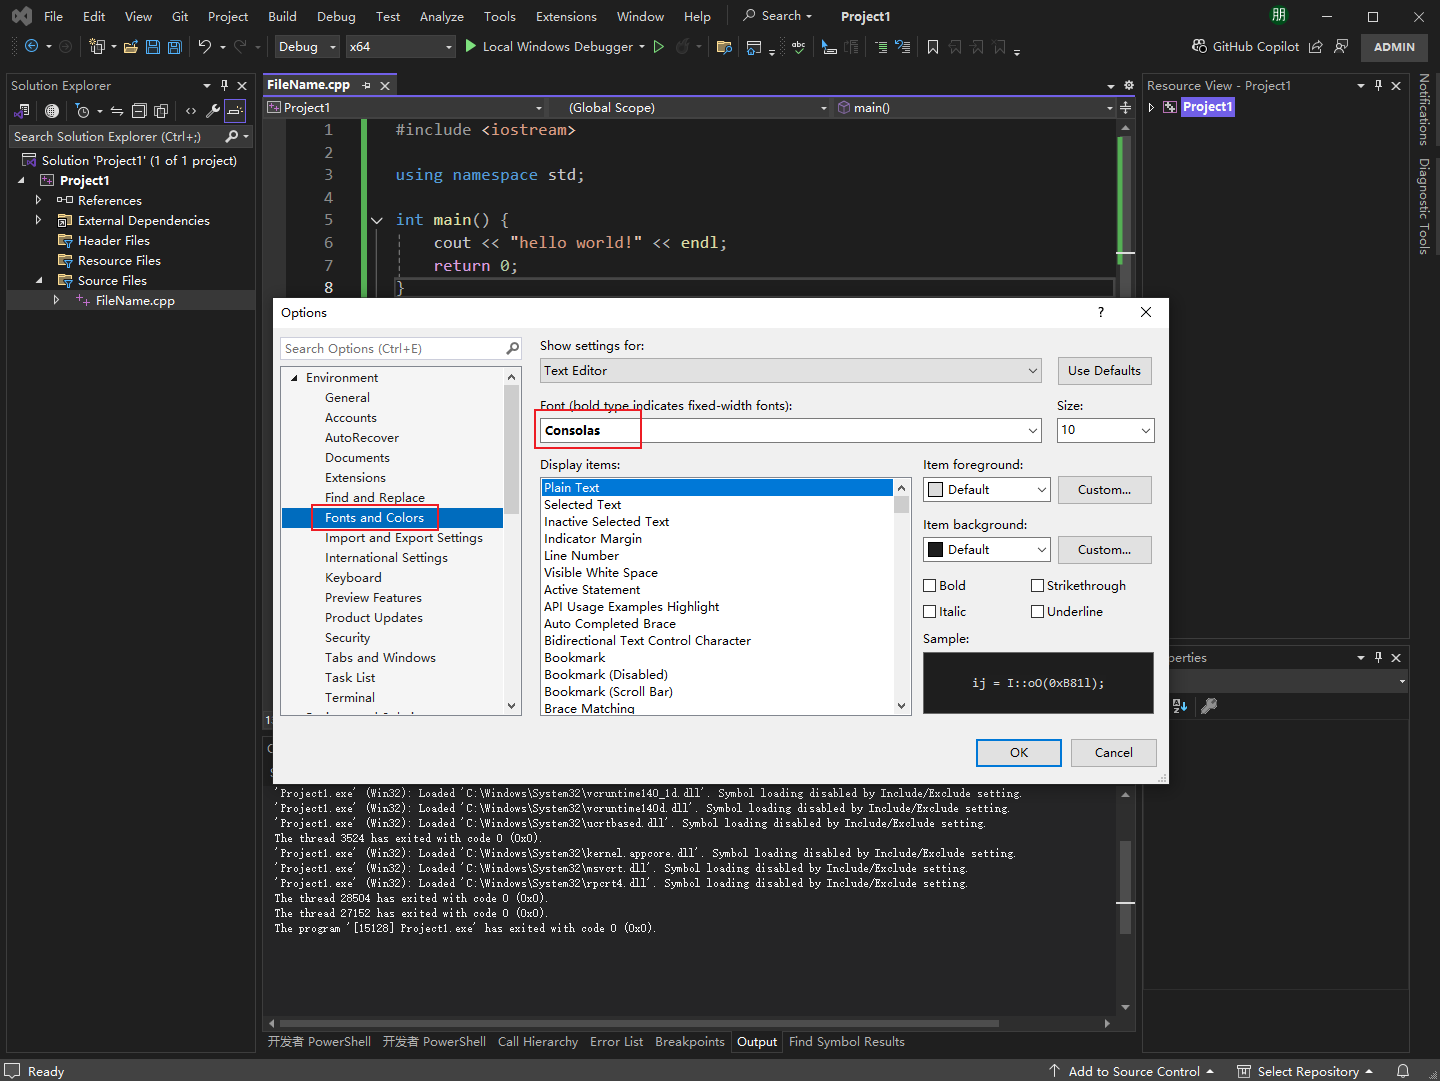 File Edit View Git Project Build Debug Test Analyze Tools Extensions Window Help Search Project1 朋
Debug x64 Local Windows Debugger GitHub Copilot ADMIN
Solution Explorer
Search Solution Explorer (Ctrl+;)
Solution 'Project1' (1 of 1 project)
Project1
References
External Dependencies
Header Files
Resource Files
Source Files
FileName.cpp
FileName.cpp
Project1 (Global Scope) main()
1 #include <iostream>
2
3 using namespace std;
4
5 int main() {
6 cout << "hello world!" << endl;
7 return 0;
8 }
Resource View - Project1
Project1
Notifications
Diagnostic Tools
Options ?
Search Options (Ctrl+E)
Environment
General
Accounts
AutoRecover
Documents
Extensions
Find and Replace
Fonts and Colors
Import and Export Settings
International Settings
Keyboard
Preview Features
Product Updates
Security
Tabs and Windows
Task List
Terminal
Show settings for:
Text Editor Use Defaults
Font (bold type indicates fixed-width fonts): Size:
Consolas 10
Display items:
Plain Text
Selected Text
Inactive Selected Text
Indicator Margin
Line Number
Visible White Space
Active Statement
API Usage Examples Highlight
Auto Completed Brace
Bidirectional Text Control Character
Bookmark
Bookmark (Disabled)
Bookmark (Scroll Bar)
Brace Matching
Item foreground:
Default Custom...
Item background:
Default Custom...
Bold Strikethrough
Italic Underline
Sample:
ij = I::oO(0xB81l);
OK Cancel
perties
'Project1.exe' (Win32): Loaded 'C:\Windows\System32\vcruntime140_1d.dll'. Symbol loading disabled by Include/Exclude setting.
'Project1.exe' (Win32): Loaded 'C:\Windows\System32\vcruntime140d.dll'. Symbol loading disabled by Include/Exclude setting.
'Project1.exe' (Win32): Loaded 'C:\Windows\System32\ucrtbased.dll'. Symbol loading disabled by Include/Exclude setting.
The thread 3524 has exited with code 0 (0x0).
'Project1.exe' (Win32): Loaded 'C:\Windows\System32\kernel.appcore.dll'. Symbol loading disabled by Include/Exclude setting.
'Project1.exe' (Win32): Loaded 'C:\Windows\System32\msvcrt.dll'. Symbol loading disabled by Include/Exclude setting.
'Project1.exe' (Win32): Loaded 'C:\Windows\System32\rpcrt4.dll'. Symbol loading disabled by Include/Exclude setting.
The thread 28504 has exited with code 0 (0x0).
The thread 27152 has exited with code 0 (0x0).
The program '[15128] Project1.exe' has exited with code 0 (0x0).
开发者 PowerShell 开发者 PowerShell Call Hierarchy Error List Breakpoints Output Find Symbol Results
Ready Add to Source Control Select Repository